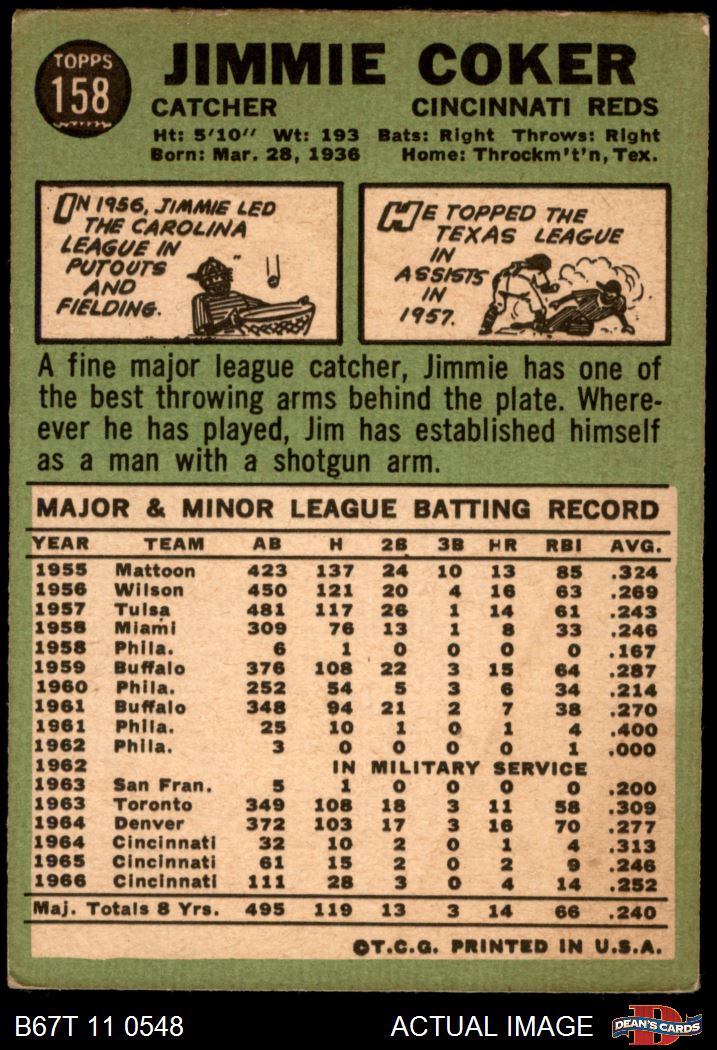 TOPPS
158
JIMMIE COKER
CATCHER CINCINNATI REDS
Ht: 5'10" Wt: 193 Bats: Right Throws: Right
Born: Mar. 28, 1936 Home: Throckm't'n, Tex.
IN 1956, JIMMIE LED
THE CAROLINA
LEAGUE IN
PUTOUTS
AND
FIELDING.
HE TOPPED THE
TEXAS LEAGUE
IN
ASSISTS
IN
1957.
A fine major league catcher, Jimmie has one of
the best throwing arms behind the plate. Where-
ever he has played, Jim has established himself
as a man with a shotgun arm.
MAJOR & MINOR LEAGUE BATTING RECORD
YEAR TEAM AB H 2B 3B HR RBI AVG.
1955 Mattoon 423 137 24 10 13 85 .324
1956 Wilson 450 121 20 4 16 63 .269
1957 Tulsa 481 117 26 1 14 61 .243
1958 Miami 309 76 13 1 8 33 .246
1958 Phila. 6 1 0 0 0 0 .167
1959 Buffalo 376 108 22 3 15 64 .287
1960 Phila. 252 54 5 3 6 34 .214
1961 Buffalo 348 94 21 2 7 38 .270
1961 Phila. 25 10 1 0 1 4 .400
1962 Phila. 3 0 0 0 0 1 .000
1962 IN MILITARY SERVICE
1963 San Fran. 5 1 0 0 0 0 .200
1963 Toronto 349 108 18 3 11 58 .309
1964 Denver 372 103 17 3 16 70 .277
1964 Cincinnati 32 10 2 0 1 4 .313
1965 Cincinnati 61 15 2 0 2 9 .246
1966 Cincinnati 111 28 3 0 4 14 .252
Maj. Totals 8 Yrs. 495 119 13 3 14 66 .240
©T.C.G. PRINTED IN U.S.A.
B67T 11 0548 ACTUAL IMAGE D DEAN'S CARDS